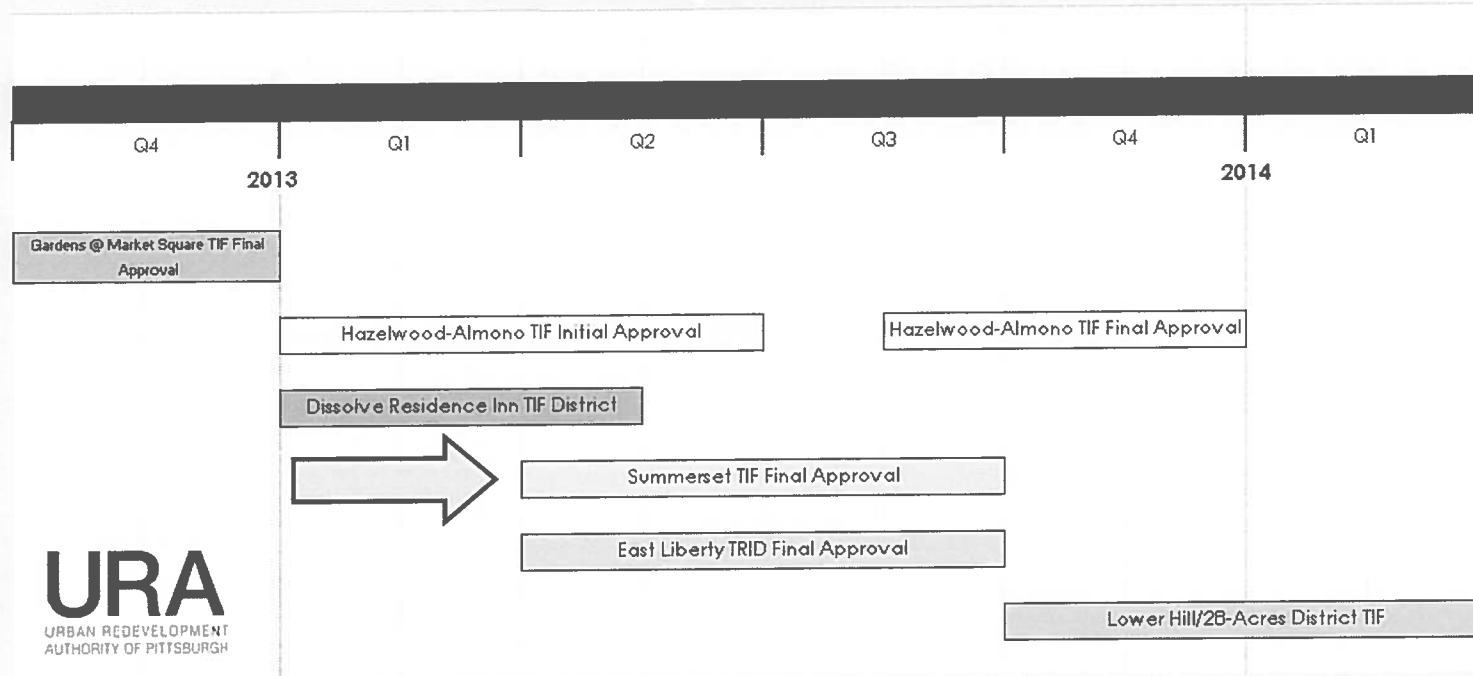 Q4
Q1
Q2
Q3
Q4
Q1
2013
2014
Gardens @ Market Square TIF Final
Approval
Hazelwood-Almono TIF Initial Approval
Hazelwood-Almono TIF Final Approval
Dissolve Residence Inn TIF District
Summerset TIF Final Approval
East Liberty TRID Final Approval
Lower Hill/28-Acres District TIF
URA
URBAN REDEVELOPMENT
AUTHORITY OF PITTSBURGH